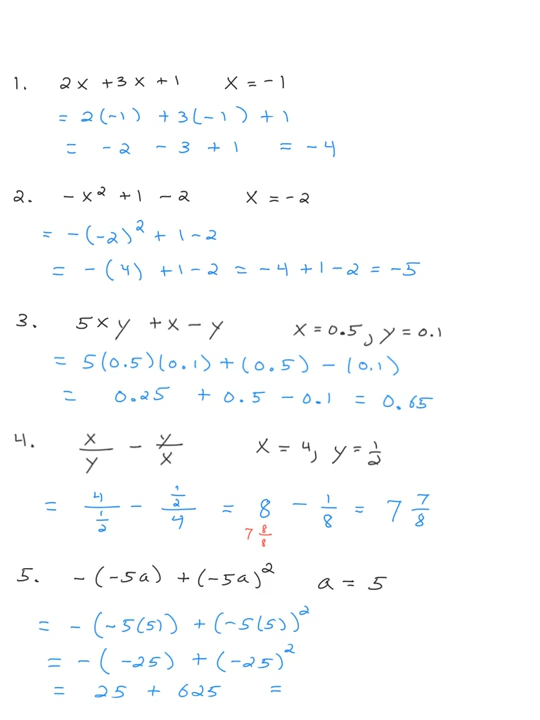 1. 2x + 3x + 1 x = -1
= 2(-1) + 3(-1) + 1
= -2 - 3 + 1 = -4
2. -x² + 1 - 2 x = -2
= -(-2)² + 1 - 2
= -(4) + 1 - 2 = -4 + 1 - 2 = -5
3. 5xy + x - y x = 0.5, y = 0.1
= 5(0.5)(0.1) + (0.5) - (0.1)
= 0.25 + 0.5 - 0.1 = 0.65
4. x/y - y/x x = 4, y = 1/2
= 4/(1/2) - (1/2)/4 = 8 - 1/8 = 7 7/8
7 8/8
5. -(-5a) + (-5a)² a = 5
= -(-5(5)) + (-5(5))²
= -(-25) + (-25)²
= 25 + 625 =